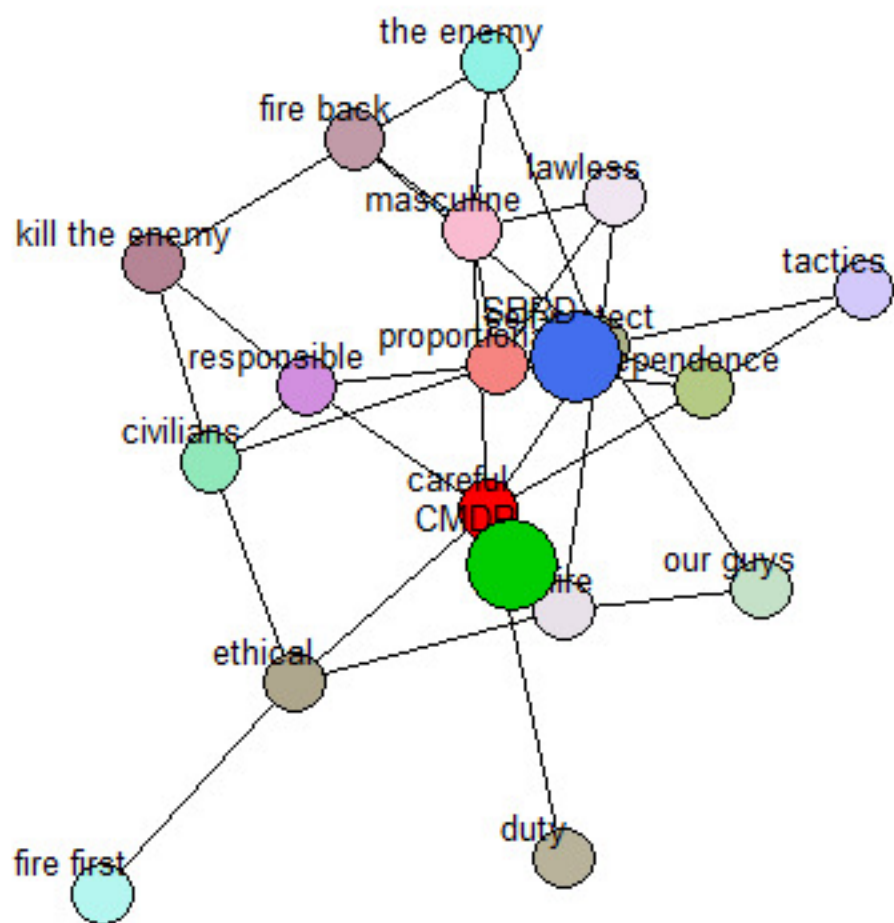 the enemy
fire back
lawless
masculine
kill the enemy
tactics
responsible
civilians
careful
our guys
ethical
duty
fire first